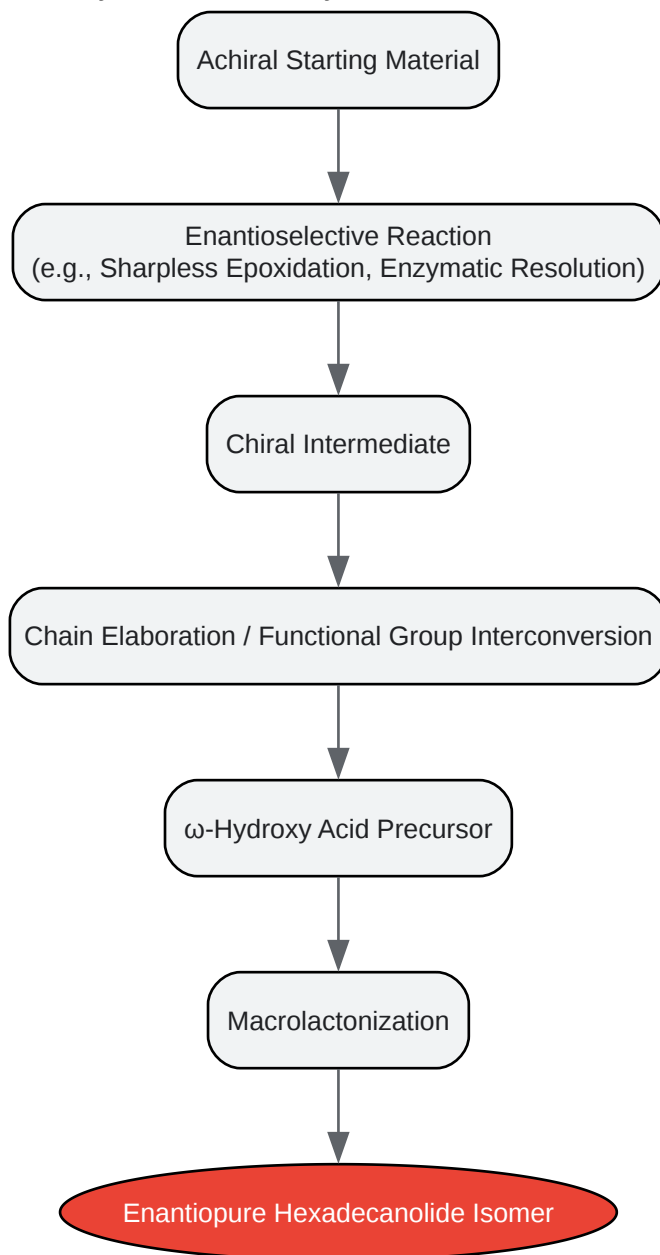 Achiral Starting Material
Enantioselective Reaction
(e.g., Sharpless Epoxidation, Enzymatic Resolution)
Chiral Intermediate
Chain Elaboration / Functional Group Interconversion
ω-Hydroxy Acid Precursor
Macrolactonization
Enantiopure Hexadecanolide Isomer